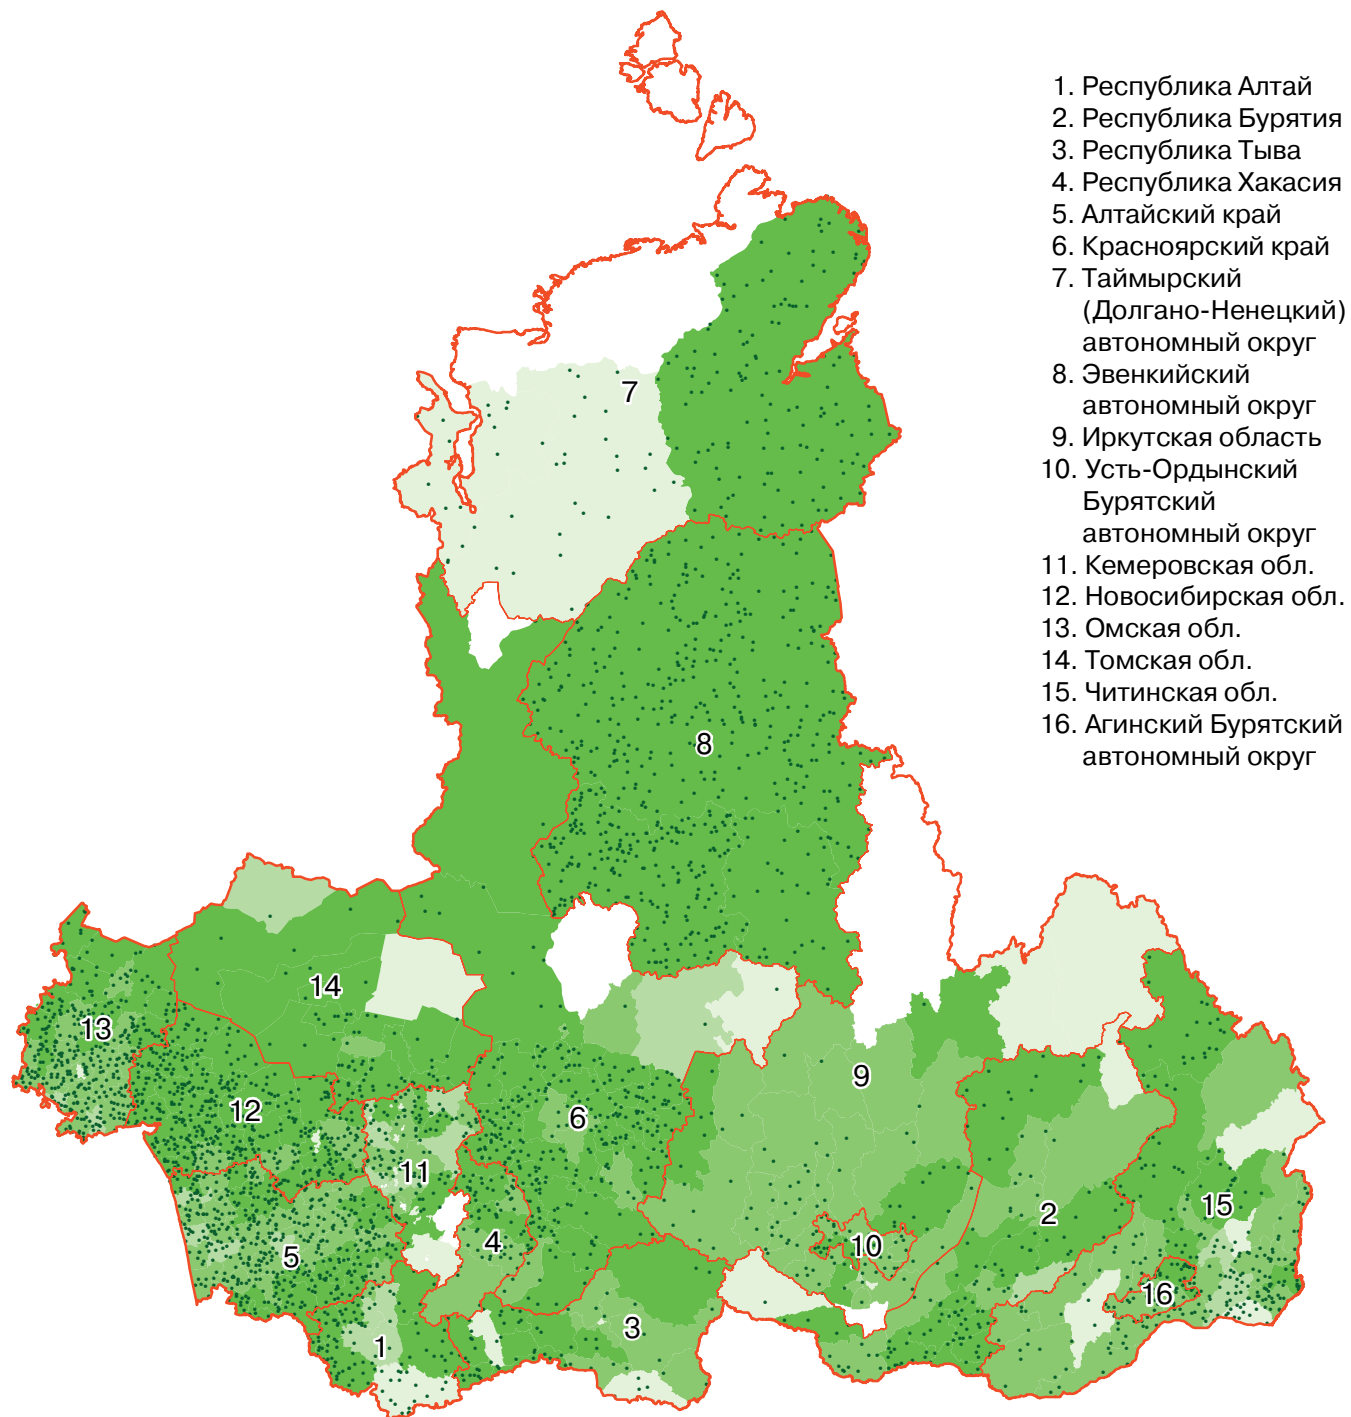 1. Республика Алтай
2. Республика Бурятия
3. Республика Тыва
4. Республика Хакасия
5. Алтайский край
6. Красноярский край
7. Таймырский
(Долгано-Ненецкий)
автономный округ
8. Эвенкийский
автономный округ
9. Иркутская область
10. Усть-Ордынский
Бурятский
автономный округ
11. Кемеровская обл.
12. Новосибирская обл.
13. Омская обл.
14. Томская обл.
15. Читинская обл.
16. Агинский Бурятский
автономный округ
7
8
14
13
9
12
6
11
15
2
4
10
5
16
3
1